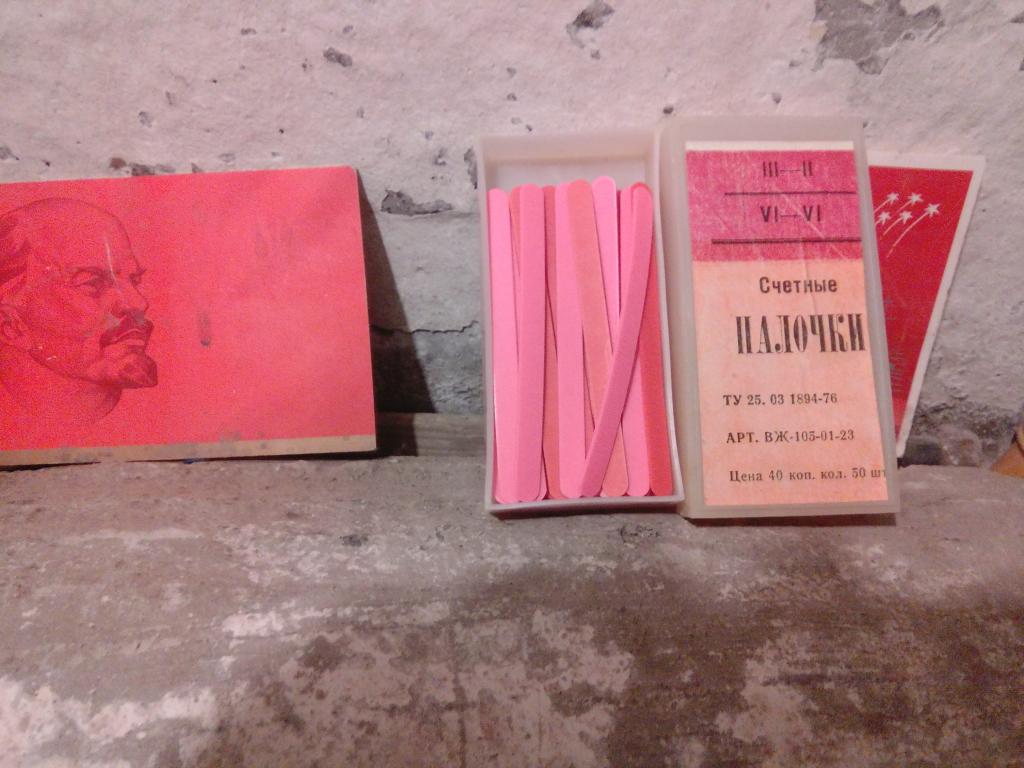 III—II
VI—VI
Счетные
ПАЛОЧКИ
ТУ 25. 03 1894-76
АРТ. ВЖ-105-01-23
Цена 40 коп. кол. 50 шт